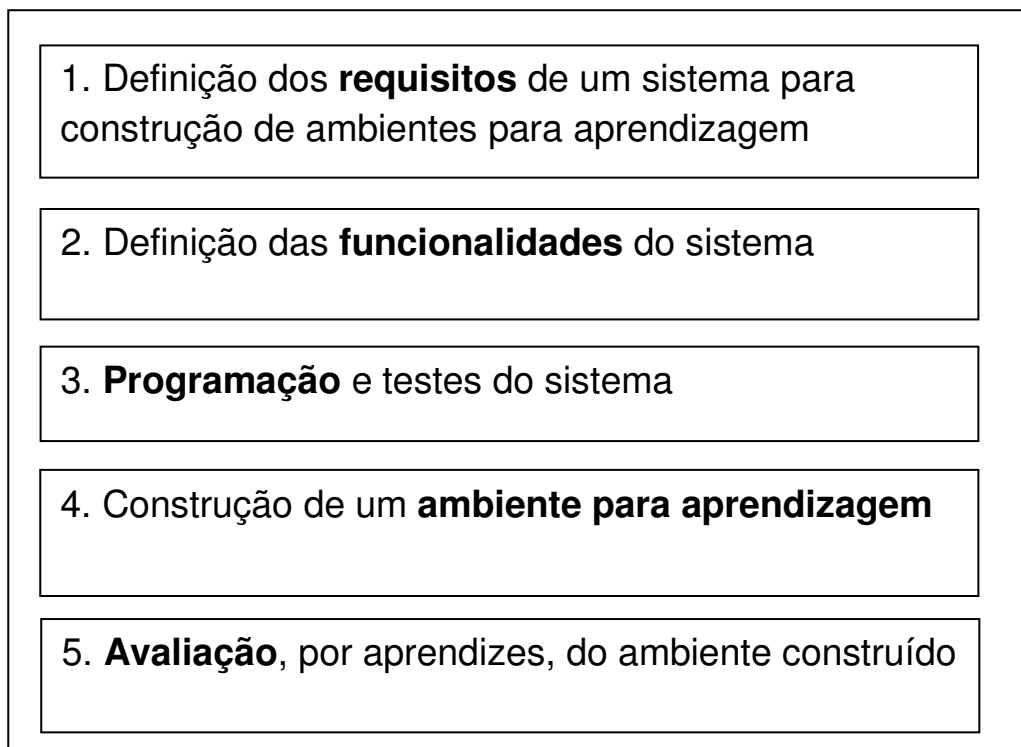 1. Definição dos requisitos de um sistema para
construção de ambientes para aprendizagem
2. Definição das funcionalidades do sistema
3. Programação e testes do sistema
4. Construção de um ambiente para aprendizagem
5. Avaliação, por aprendizes, do ambiente construído